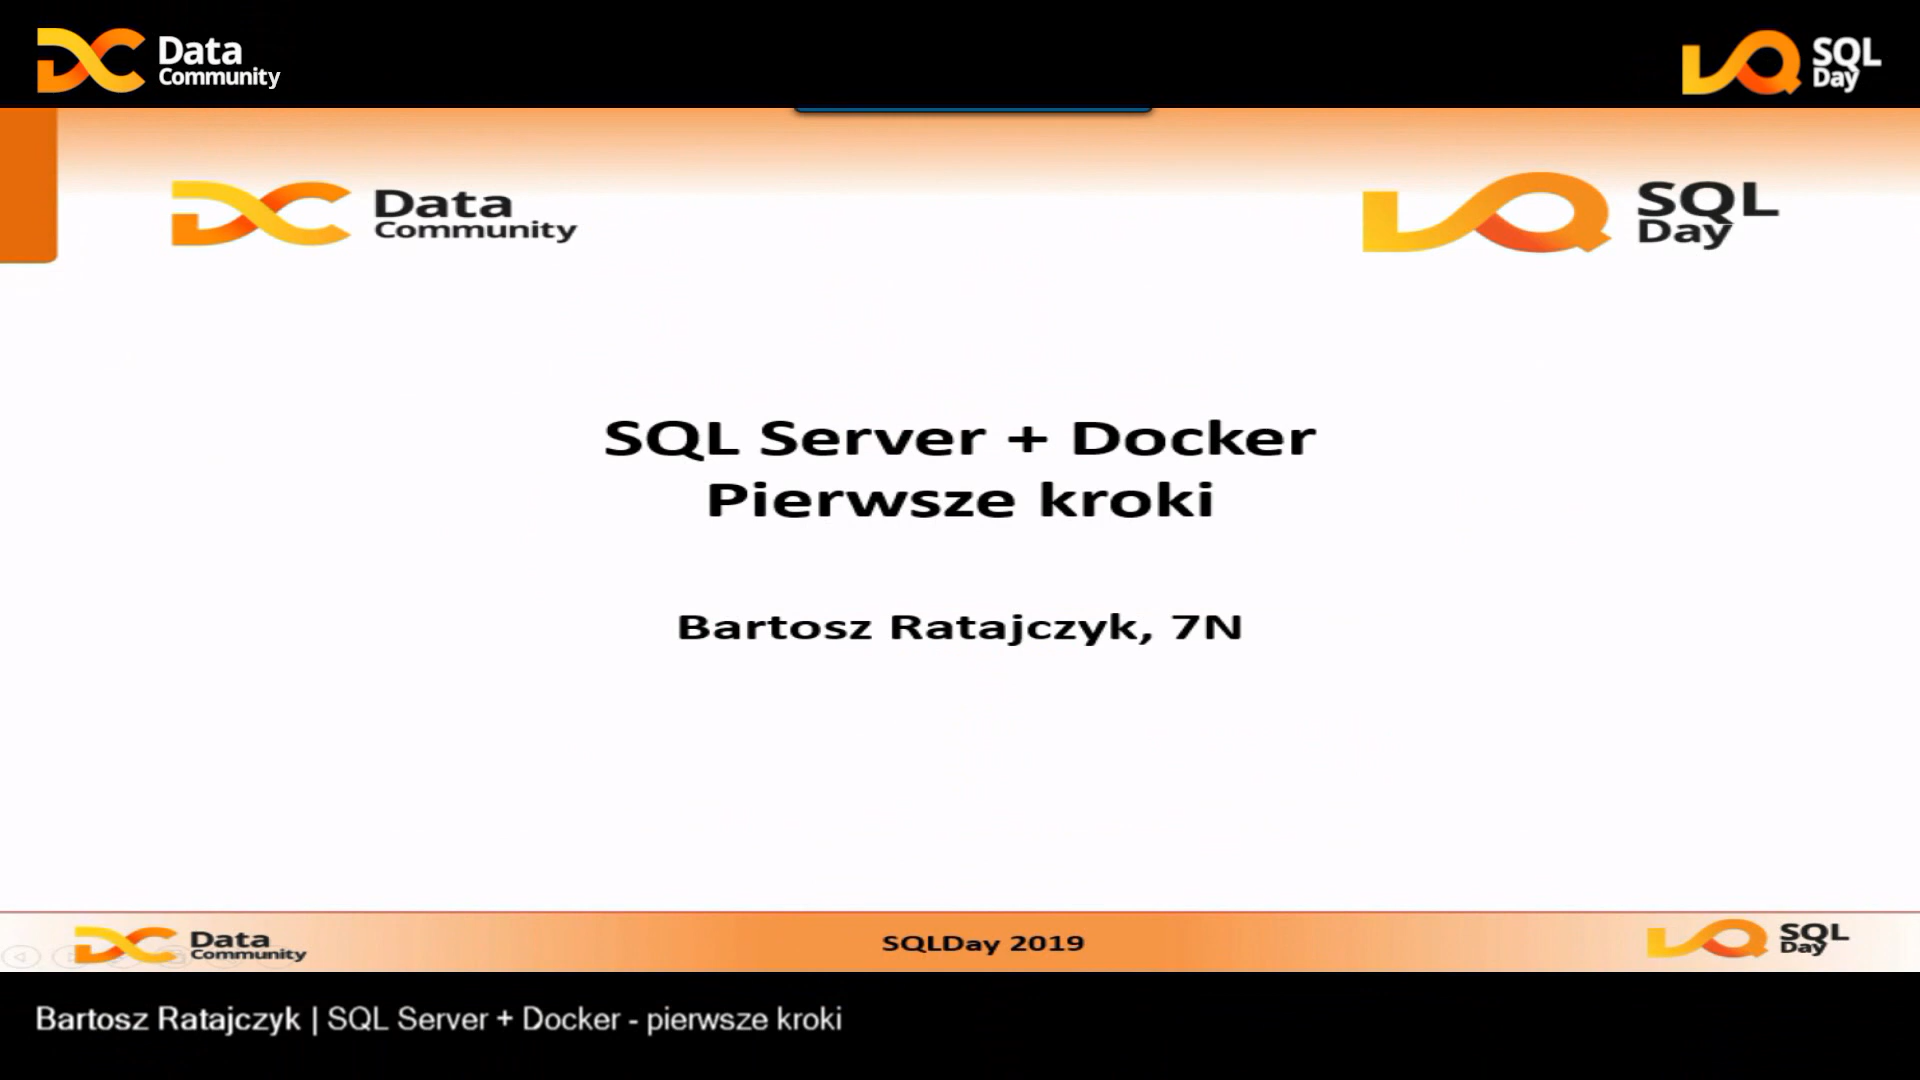 Data
Community
SQL
Day
Data
Community
SQL
Day
SQL Server + Docker
Pierwsze kroki
Bartosz Ratajczyk, 7N
Data
Community
SQLDay 2019
SQL
Day
Bartosz Ratajczyk | SQL Server + Docker - pierwsze kroki